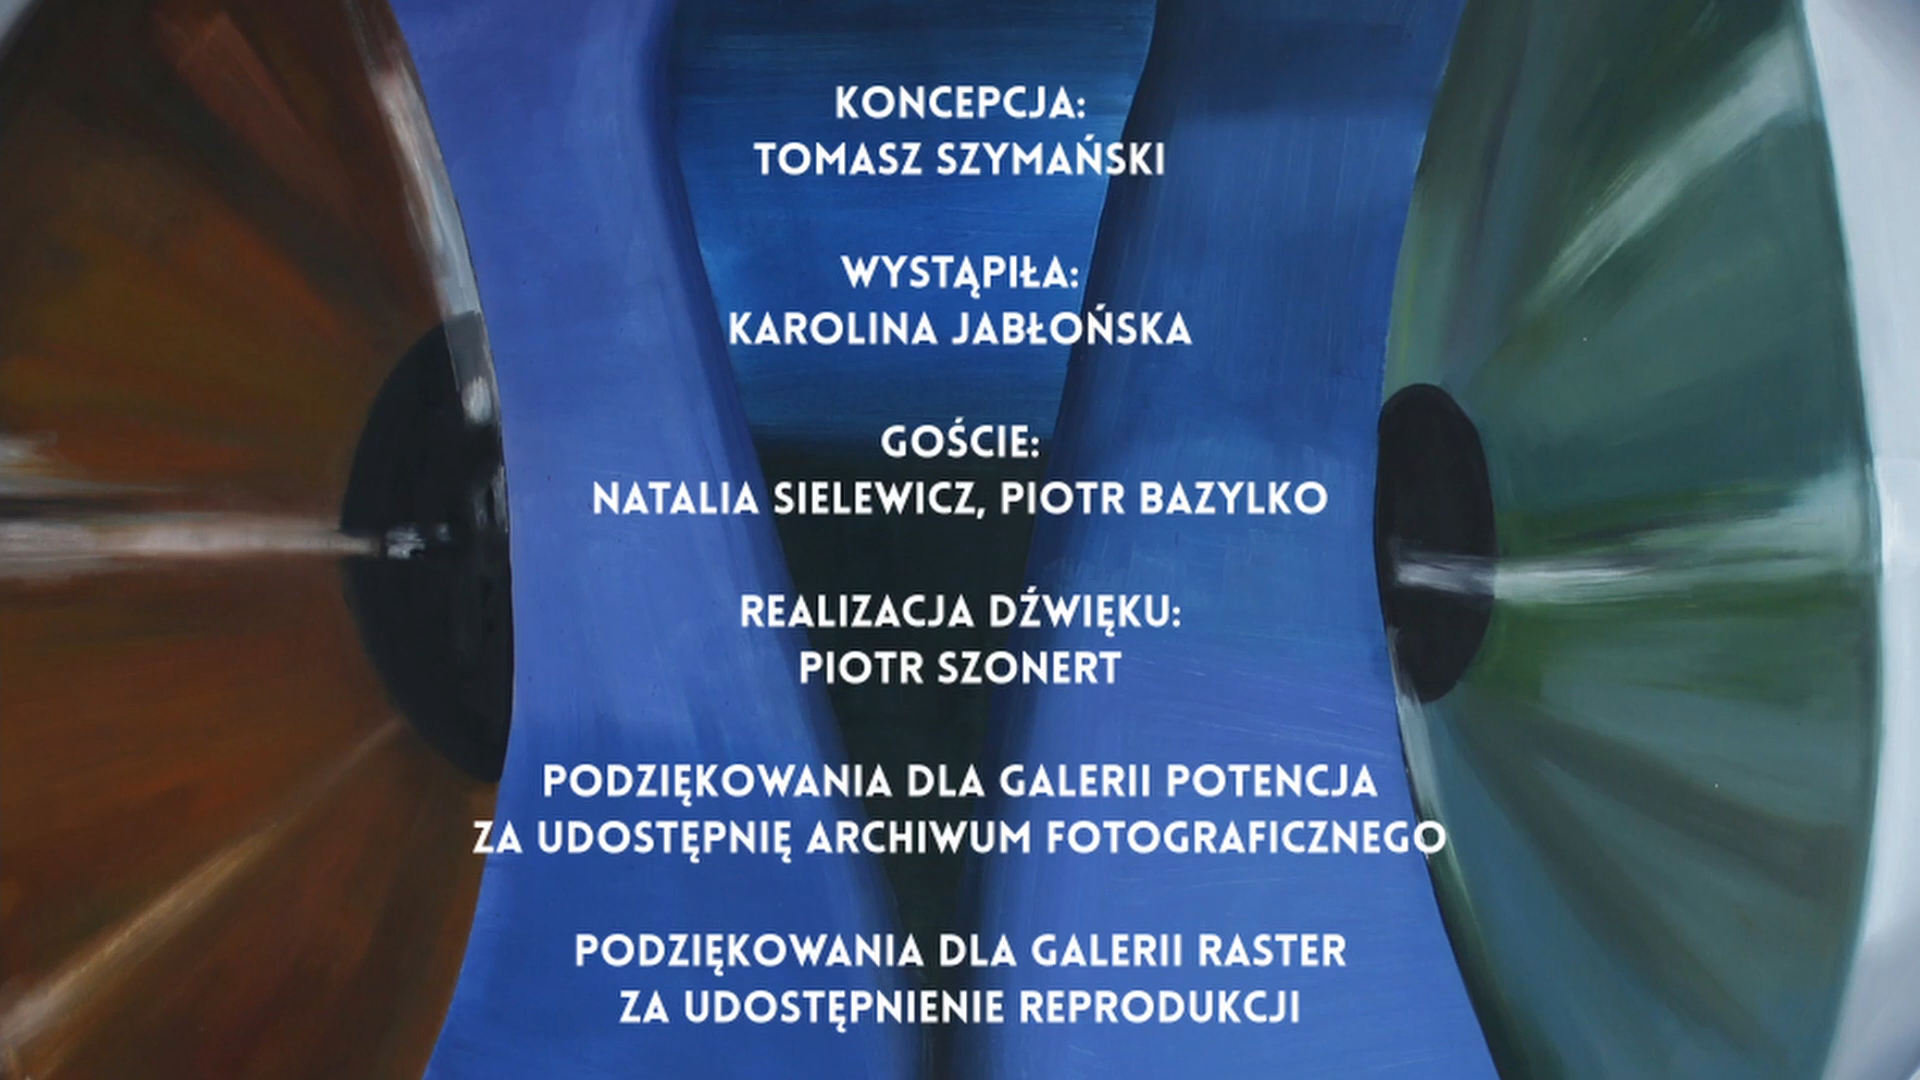 KONCEPCJA:
TOMASZ SZYMAŃSKI
WYSTĄPIŁA:
KAROLINA JABŁOŃSKA
GOŚCIE:
NATALIA SIELEWICZ, PIOTR BAZYLKO
REALIZACJA DŹWIĘKU:
PIOTR SZONERT
PODZIĘKOWANIA DLA GALERII POTENCJA
ZA UDOSTĘPNIĘ ARCHIWUM FOTOGRAFICZNEGO
PODZIĘKOWANIA DLA GALERII RASTER
ZA UDOSTĘPNIENIE REPRODUKCJI